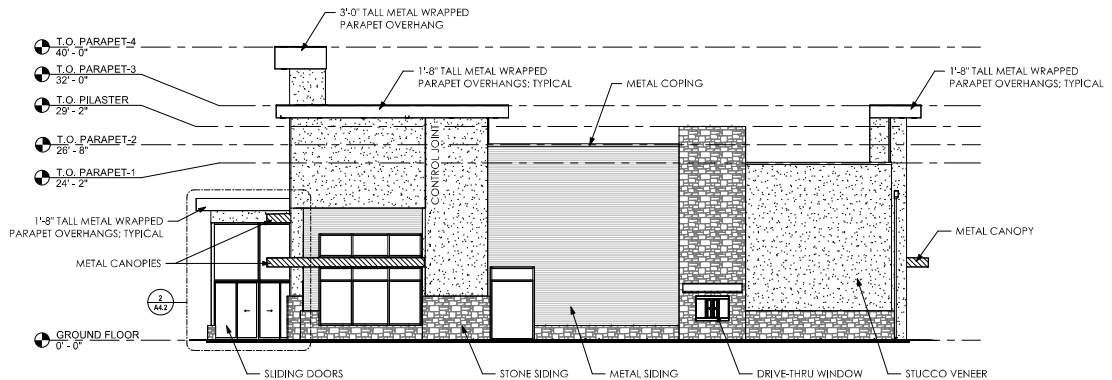 3'-0" TALL METAL WRAPPED
PARAPET OVERHANG
T.O. PARAPET-4
40' - 0"
T.O. PARAPET-3
32' - 0"
1'-8" TALL METAL WRAPPED
PARAPET OVERHANGS; TYPICAL
METAL COPING
1'-8" TALL METAL WRAPPED
PARAPET OVERHANGS; TYPICAL
T.O. PILASTER
29' - 2"
T.O. PARAPET-2
26' - 8"
T.O. PARAPET-1
24' - 2"
CONTROL JOINT
1'-8" TALL METAL WRAPPED
PARAPET OVERHANGS; TYPICAL
METAL CANOPY
METAL CANOPIES
2
A4.2
GROUND FLOOR
0' - 0"
SLIDING DOORS
STONE SIDING
METAL SIDING
DRIVE-THRU WINDOW
STUCCO VENEER